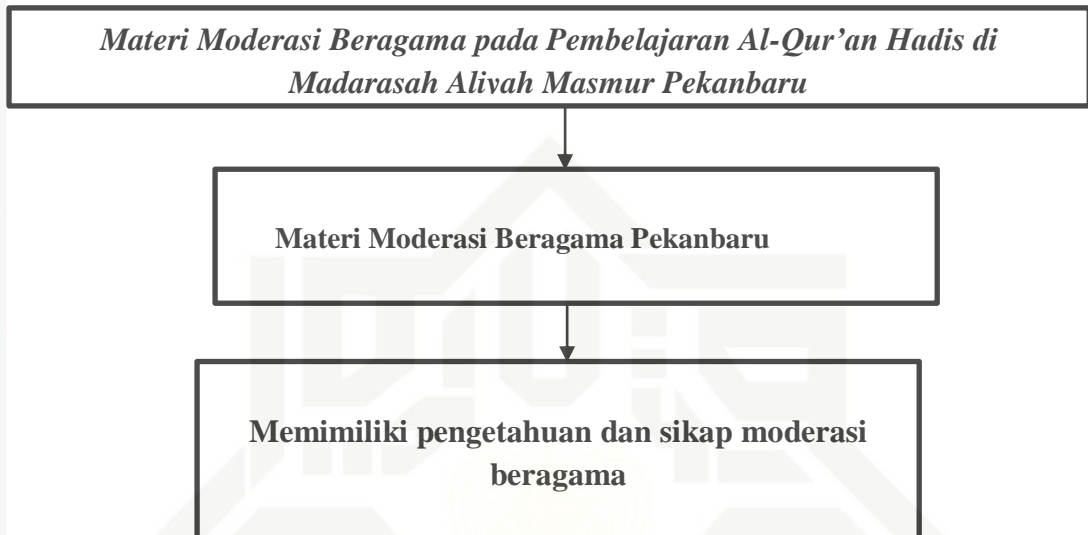 Materi Moderasi Beragama pada Pembelajaran Al-Qur’an Hadis di
Madarasah Aliyah Masmur Pekanbaru
Materi Moderasi Beragama Pekanbaru
Memimiliki pengetahuan dan sikap moderasi
beragama